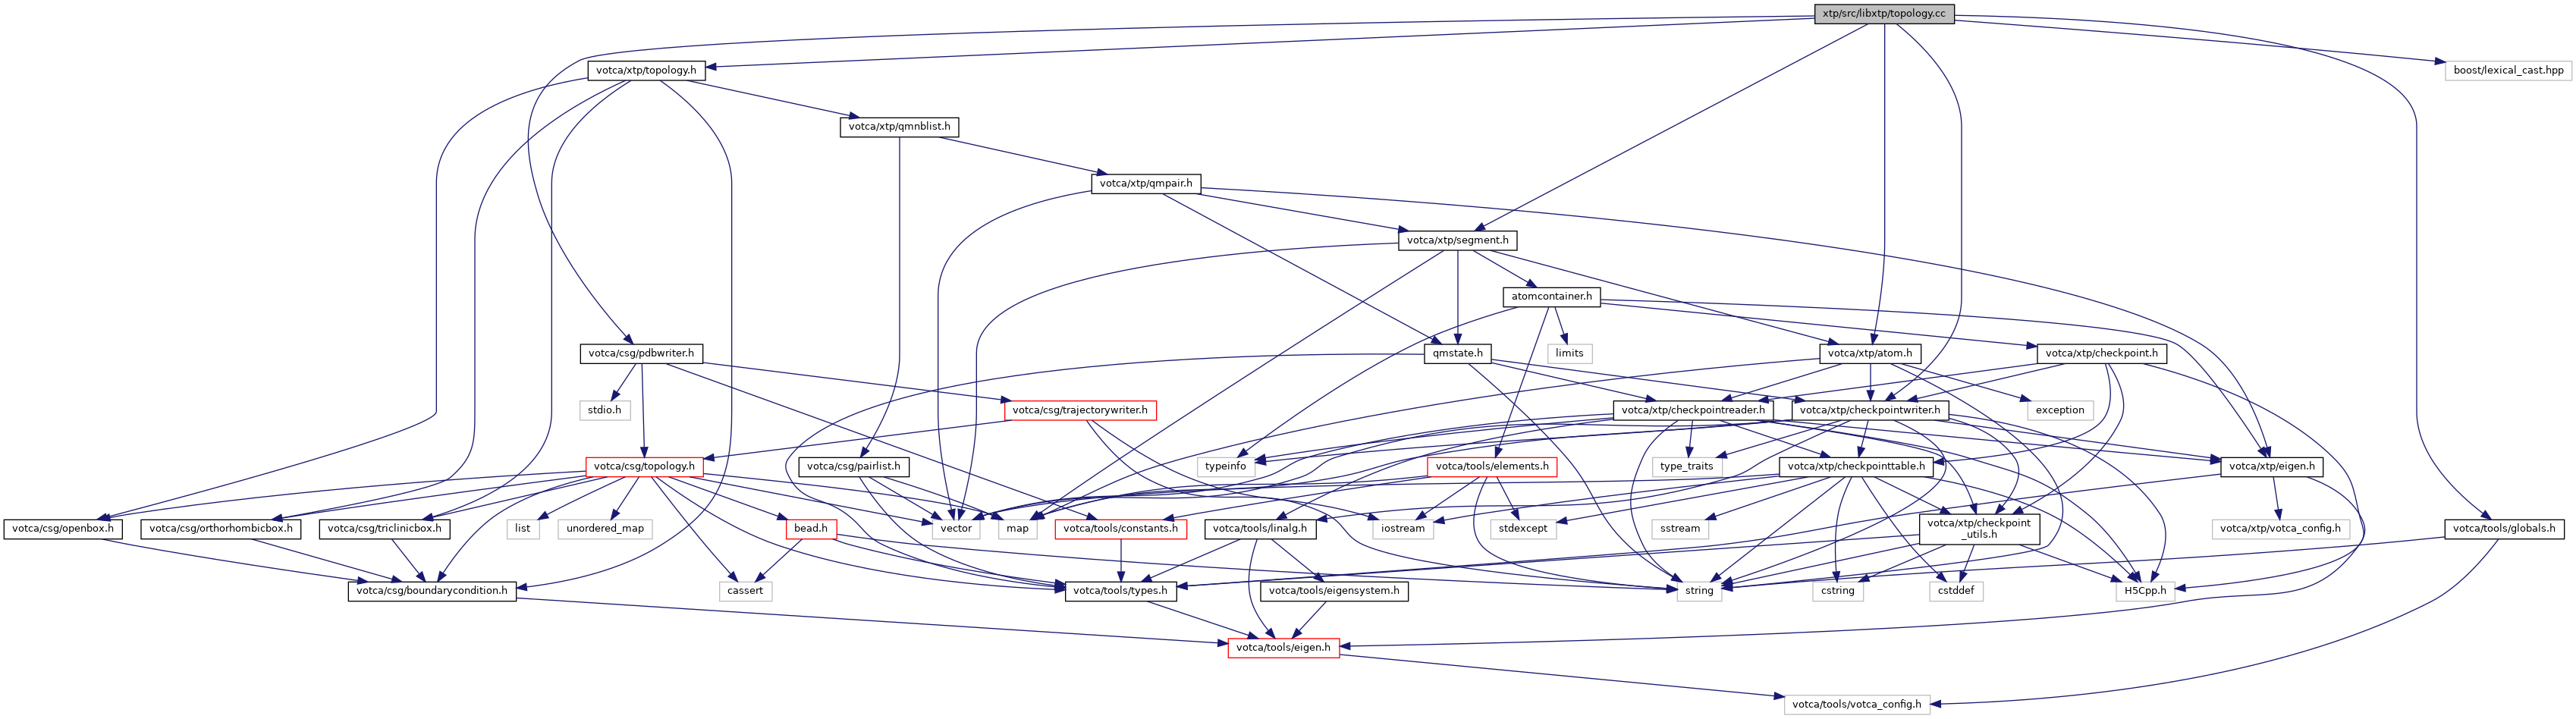 xtp/src/libxtp/topology.cc
votca/xtp/topology.h
boost/lexical_cast.hpp
votca/xtp/qmnblist.h
votca/xtp/qmpair.h
votca/xtp/segment.h
atomcontainer.h
votca/csg/pdbwriter.h
qmstate.h
limits
votca/xtp/atom.h
votca/xtp/checkpoint.h
stdio.h
votca/csg/trajectorywriter.h
votca/xtp/checkpointreader.h
votca/xtp/checkpointwriter.h
exception
votca/csg/topology.h
votca/csg/pairlist.h
typeinfo
votca/tools/elements.h
type_traits
votca/xtp/checkpointtable.h
votca/xtp/eigen.h
votca/csg/openbox.h
votca/csg/orthorhombicbox.h
votca/csg/triclinicbox.h
list
unordered_map
bead.h
vector
map
votca/tools/constants.h
votca/tools/linalg.h
iostream
stdexcept
sstream
votca/xtp/checkpoint
_utils.h
votca/xtp/votca_config.h
votca/tools/globals.h
votca/csg/boundarycondition.h
cassert
votca/tools/types.h
votca/tools/eigensystem.h
string
cstring
cstddef
H5Cpp.h
votca/tools/eigen.h
votca/tools/votca_config.h